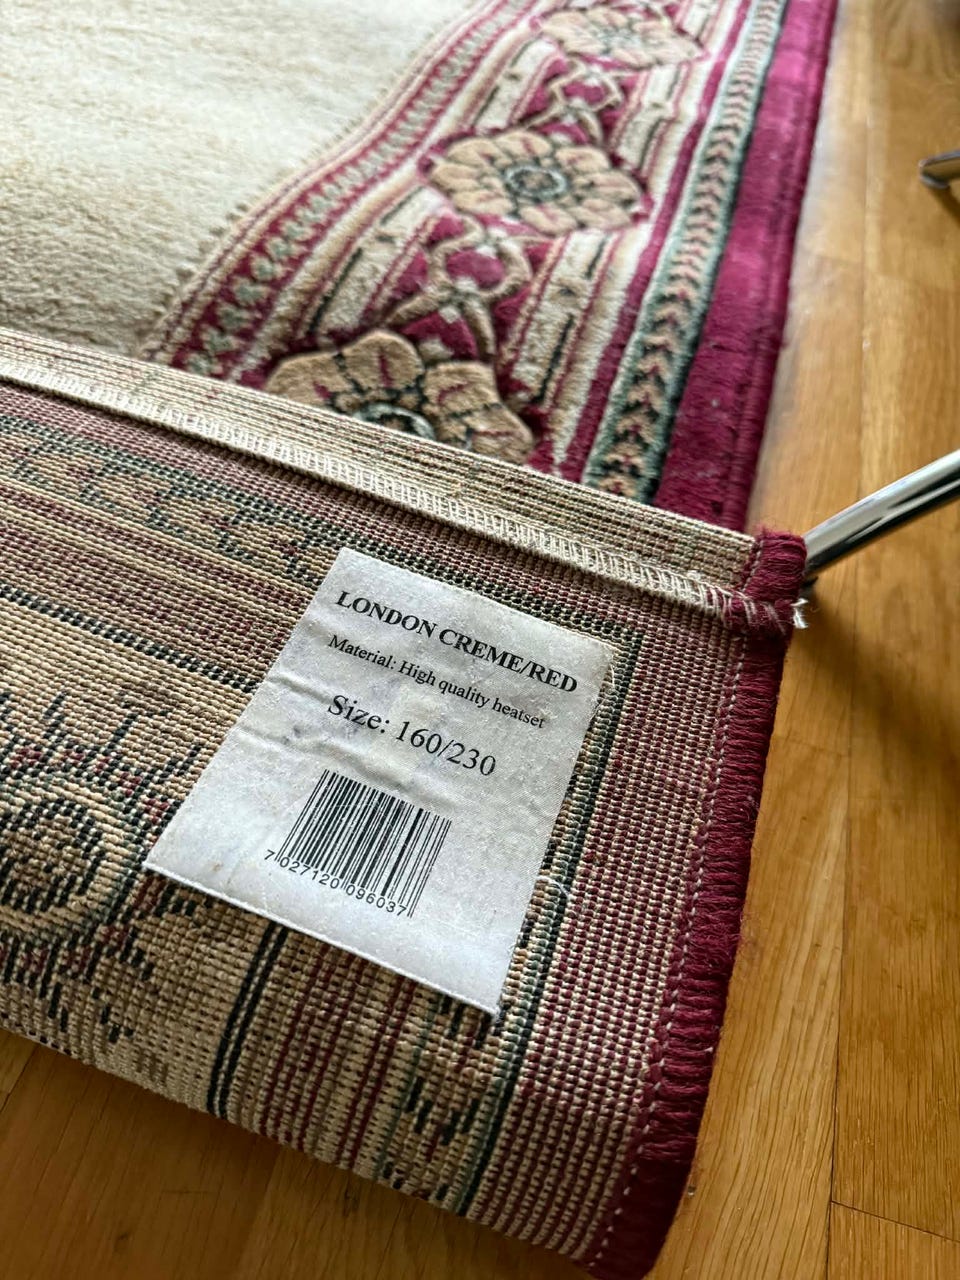 LONDON CREME/RED
Material: High quality heatset
Size: 160/230
7 027120 096037